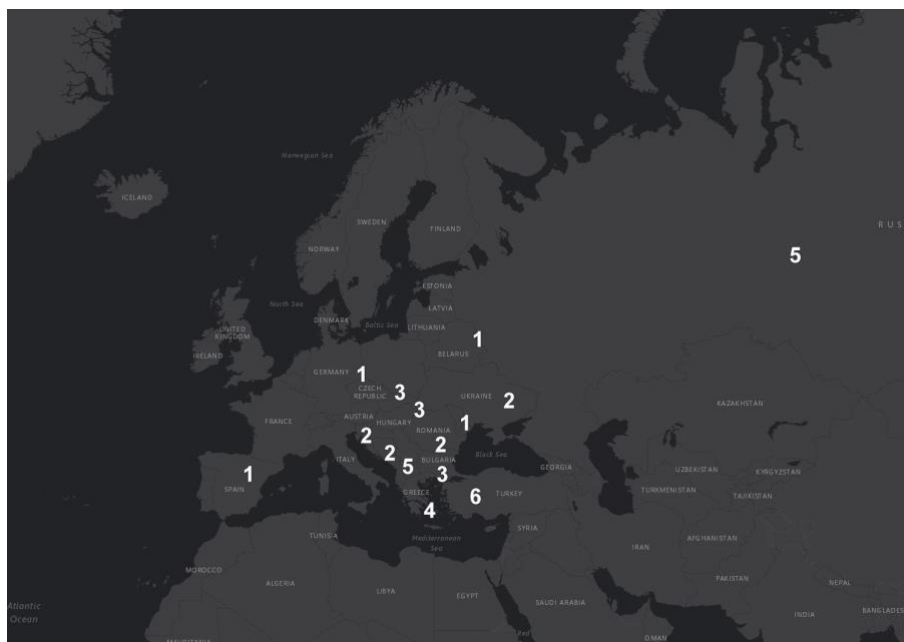 Norwegian Sea
ICELAND
SWEDEN
FINLAND
RUS
NORWAY
5
ESTONIA
North Sea
LATVIA
DENMARK
Baltic Sea
LITHUANIA
UNITED
KINGDOM
1
IRELAND
BELARUS
GERMANY
1
CZECH
REPUBLIC
3
UKRAINE
2
KAZAKHSTAN
3
AUSTRIA
FRANCE
HUNGARY
1
ROMANIA
2
2
ITALY
2
Black Sea
BULGARIA
5
GEORGIA
UZBEKISTAN
KYRGYZSTAN
1
SPAIN
3
GREECE
6
TURKEY
TURKMENISTAN
TAJIKISTAN
4
SYRIA
TUNISIA
Mediterranean
Sea
AFGHANISTAN
IRAN
MOROCCO
ALGERIA
LIBYA
EGYPT
PAKISTAN
NEPAL
SAUDI ARABIA
Atlantic
Ocean
INDIA
BANGLADES
Red
OMAN
MAURITANIA